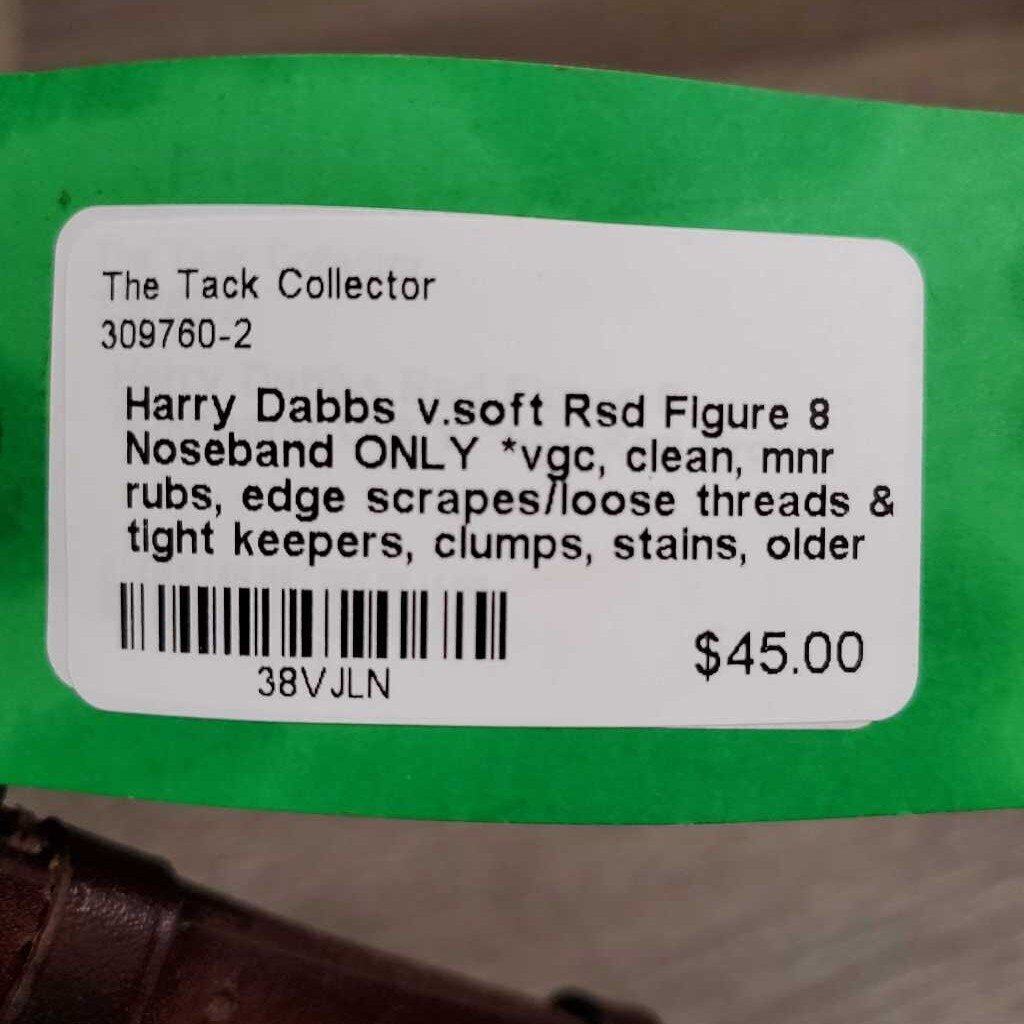 The Tack Collector
309760-2
Harry Dabbs v.soft Rsd Figure 8
Noseband ONLY *vgc, clean, mnr
rubs, edge scrapes/loose threads &
tight keepers, clumps, stains, older
38VJLN
$45.00